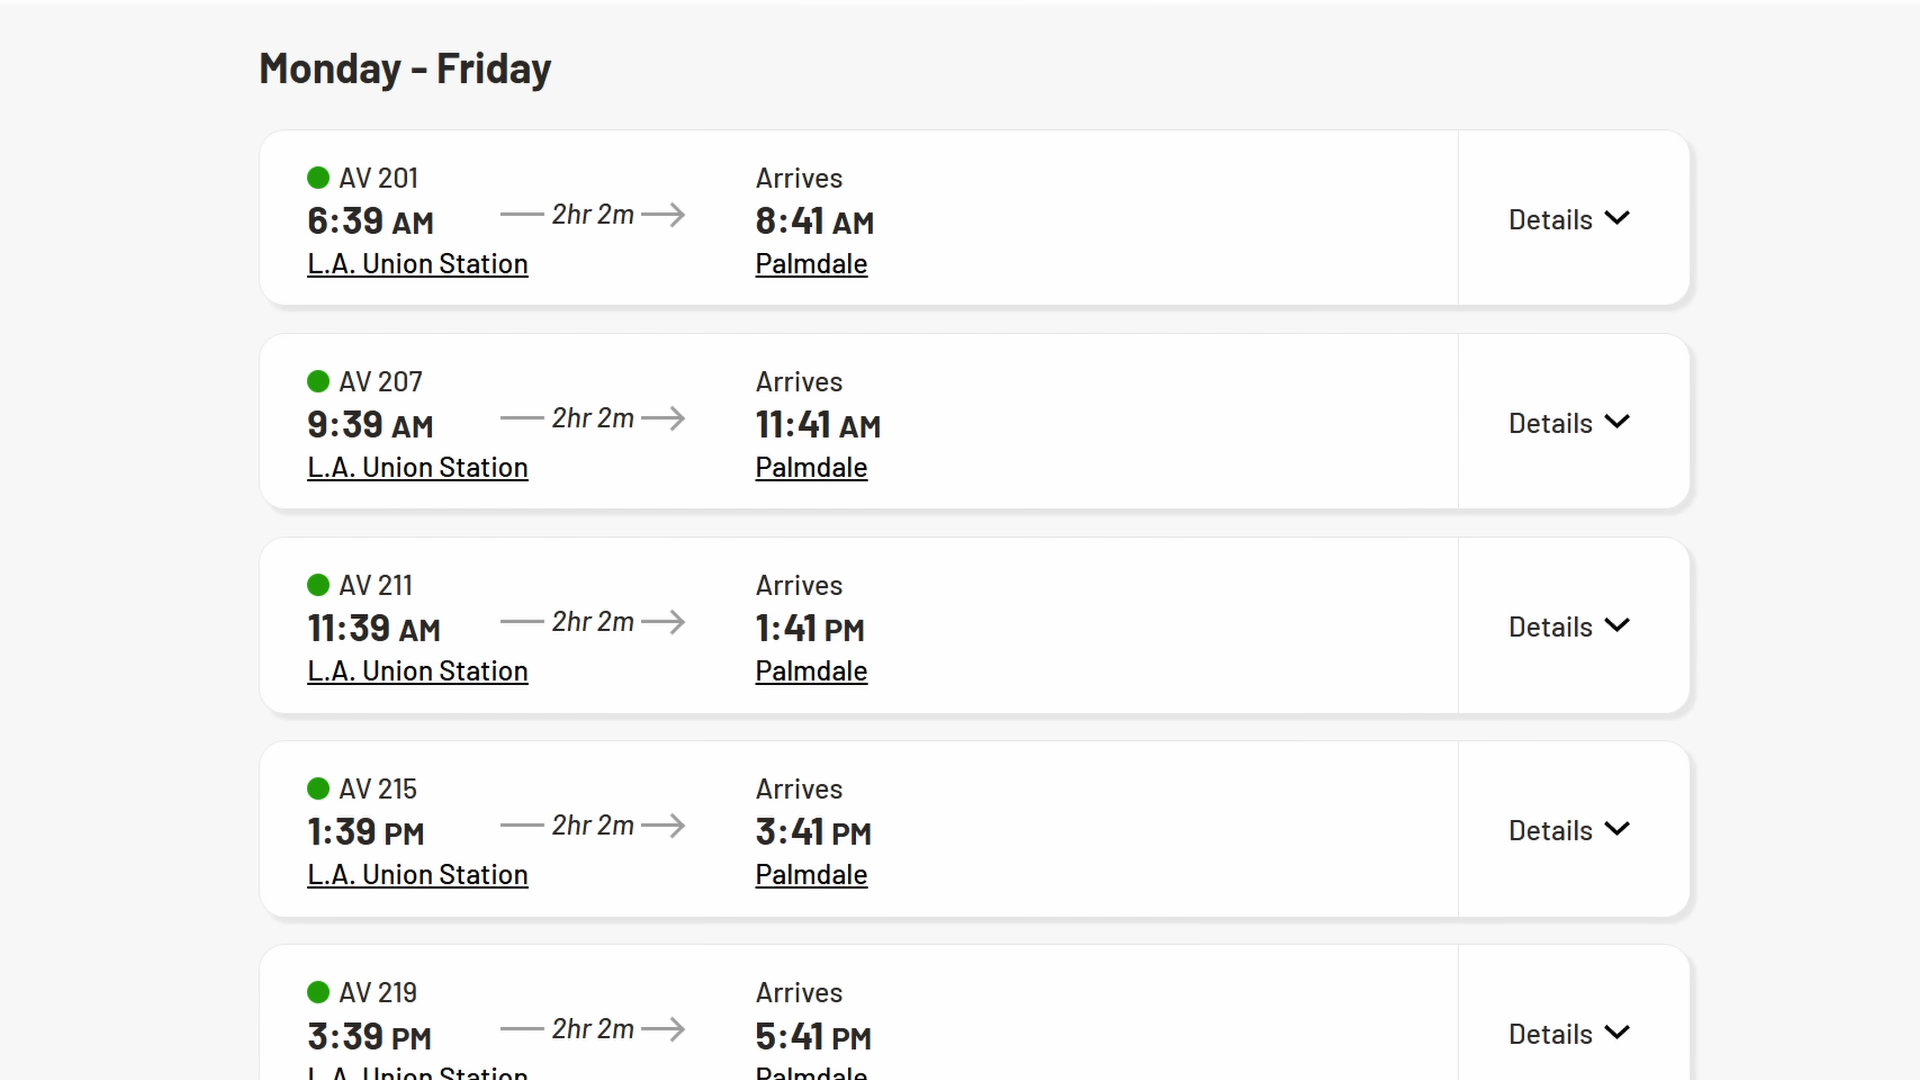 Monday - Friday
AV 201
6:39 AM
L.A. Union Station
2hr 2m
Arrives
8:41 AM
Palmdale
Details
AV 207
9:39 AM
L.A. Union Station
2hr 2m
Arrives
11:41 AM
Palmdale
Details
AV 211
11:39 AM
L.A. Union Station
2hr 2m
Arrives
1:41 PM
Palmdale
Details
AV 215
1:39 PM
L.A. Union Station
2hr 2m
Arrives
3:41 PM
Palmdale
Details
AV 219
3:39 PM
L.A. Union Station
2hr 2m
Arrives
5:41 PM
Palmdale
Details